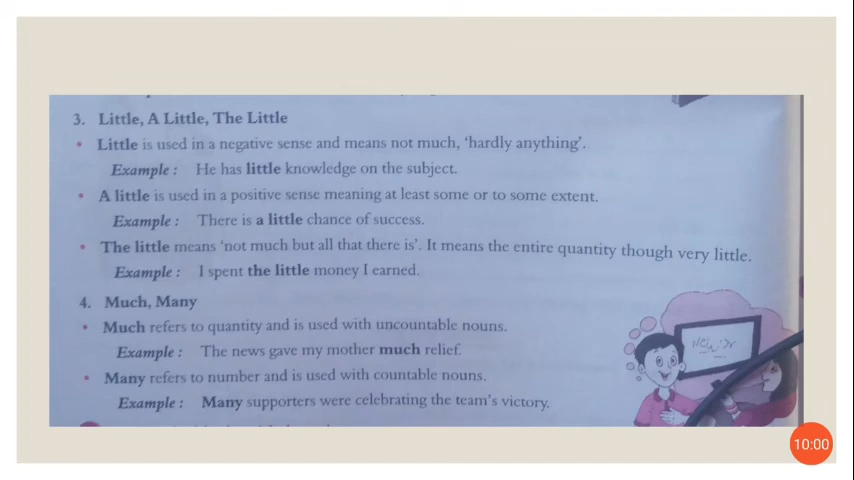 3. Little, A Little, The Little
• Little is used in a negative sense and means not much, 'hardly anything'.
Example : He has little knowledge on the subject.
• A little is used in a positive sense meaning at least some or to some extent.
Example : There is a little chance of success.
• The little means 'not much but all that there is'. It means the entire quantity though very little.
Example : I spent the little money I earned.
4. Much, Many
• Much refers to quantity and is used with uncountable nouns.
Example : The news gave my mother much relief.
• Many refers to number and is used with countable nouns.
Example : Many supporters were celebrating the team's victory.
10:00